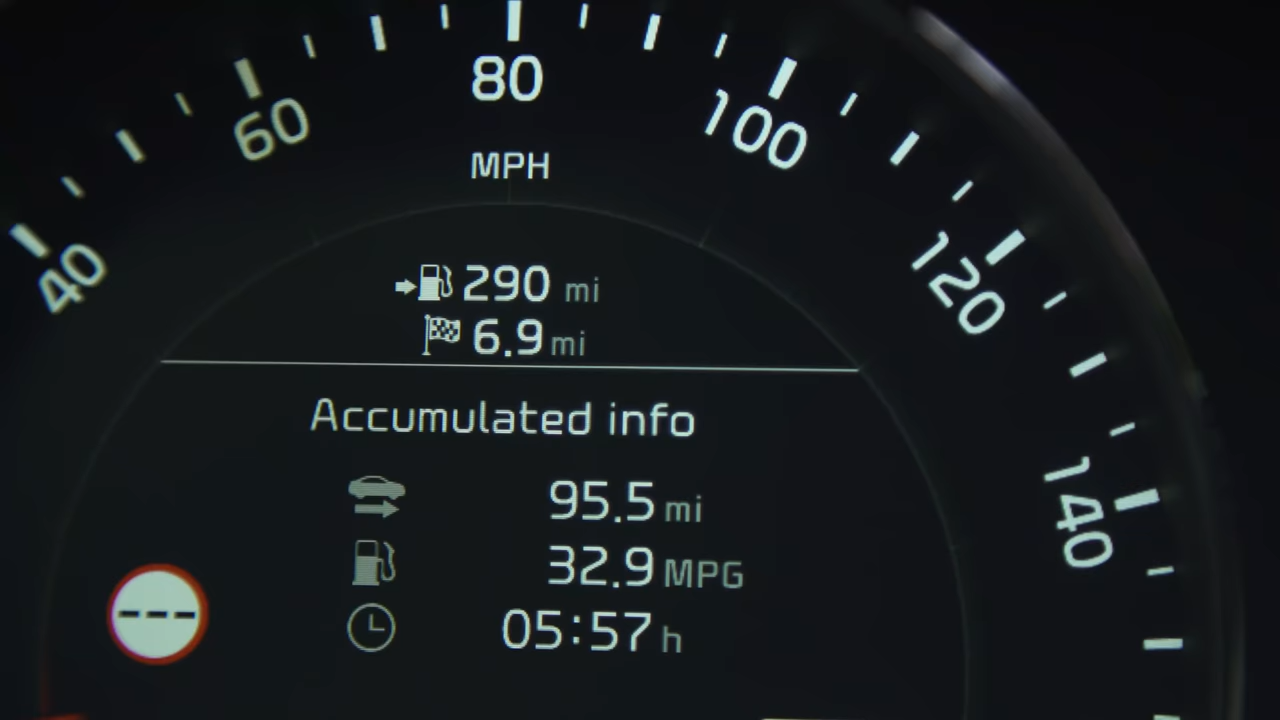 40
60
80
100
120
140
MPH
290 mi
6.9 mi
Accumulated info
95.5 mi
32.9 MPG
---
05:57 h